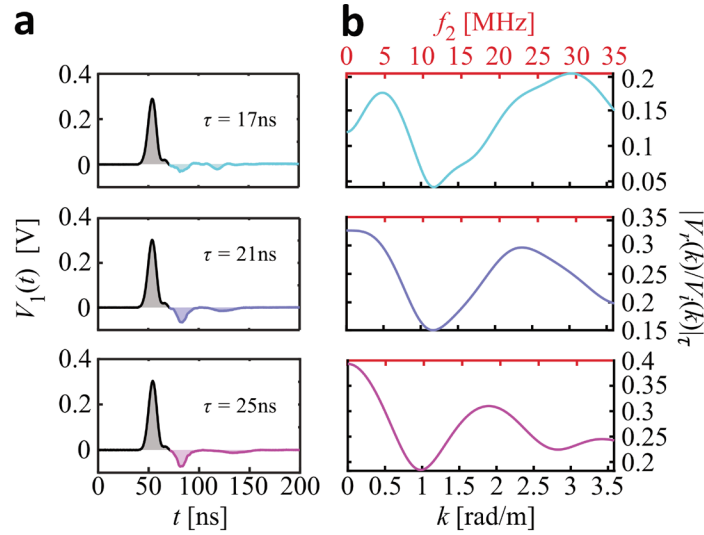 a
b
f₂ [MHz]
0 5 10 15 20 25 30 35
0.4
0.2
0
τ = 17ns
0.2
0.15
0.1
0.05
0.4
0.2
0
τ = 21ns
0.35
0.3
0.25
0.2
0.15
0.4
0.2
0
τ = 25ns
0.4
0.35
0.3
0.25
0.2
V₁(t) [V]
|Vᵣ(k)/Vᵢ(k)|τ
0 50 100 150 200
0 0.5 1 1.5 2 2.5 3 3.5
t [ns]
k [rad/m]